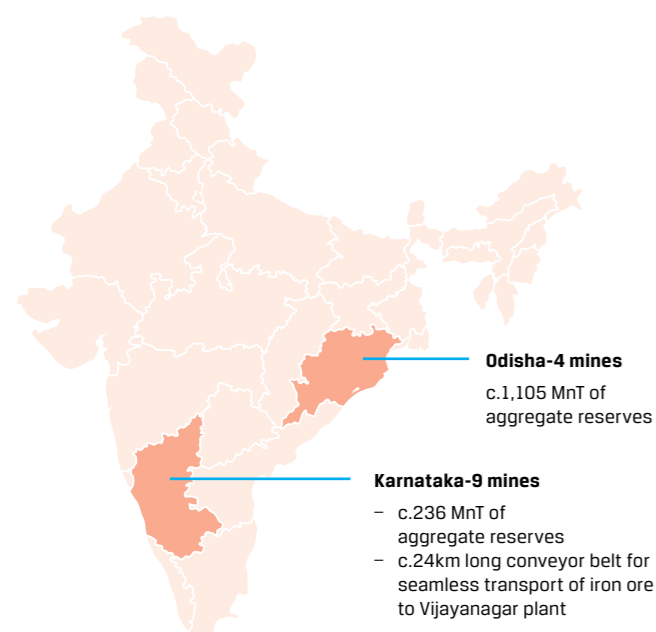 Odisha-4 mines
c.1,105 MnT of
aggregate reserves
Karnataka-9 mines
– c.236 MnT of
aggregate reserves
– c.24km long conveyor belt for
seamless transport of iron ore
to Vijayanagar plant